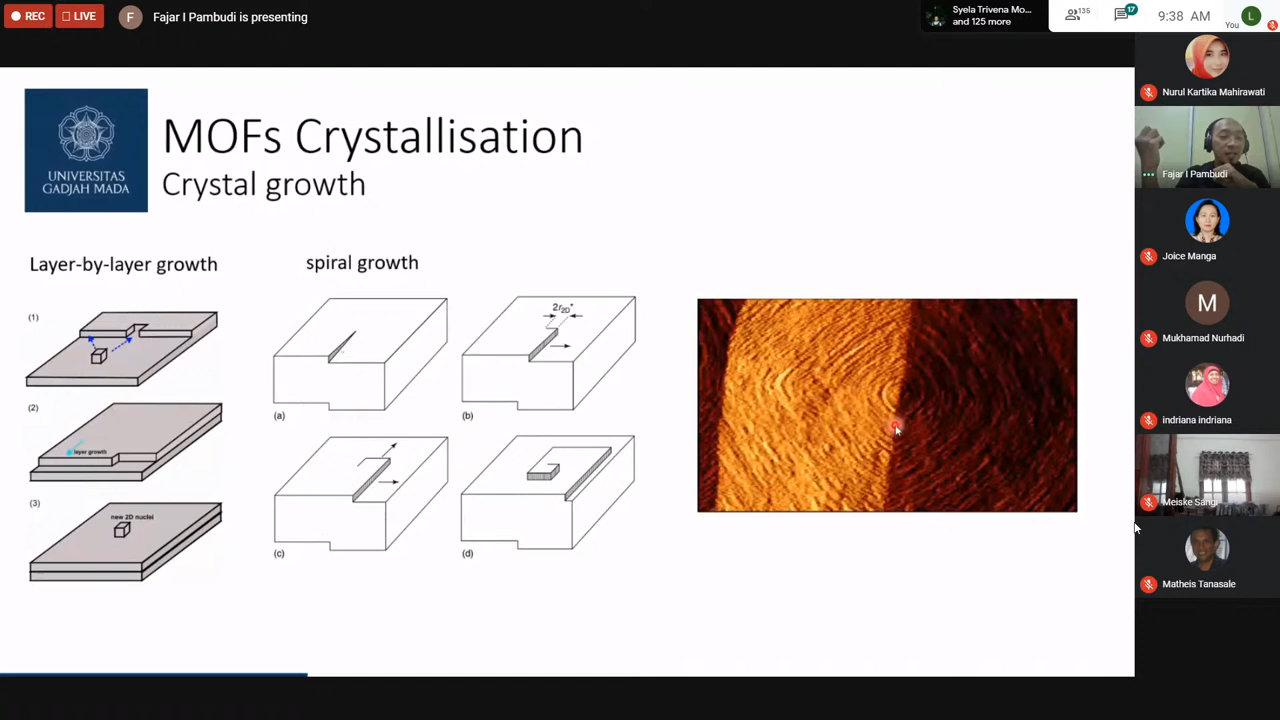 REC
LIVE
F
Fajar I Pambudi is presenting
Syela Trivena Mo...
and 125 more
135
17
9:38 AM
You
L
UNIVERSITAS
GADJAH MADA
MOFs Crystallisation
Crystal growth
Layer-by-layer growth
spiral growth
(1)
(2)
layer growth
(3)
new 2D nuclei
(a)
2r2D*
(b)
(c)
(d)
Nurul Kartika Mahirawati
Fajar I Pambudi
Joice Manga
M
Mukhamad Nurhadi
indriana indriana
Meiske Sangi
Matheis Tanasale